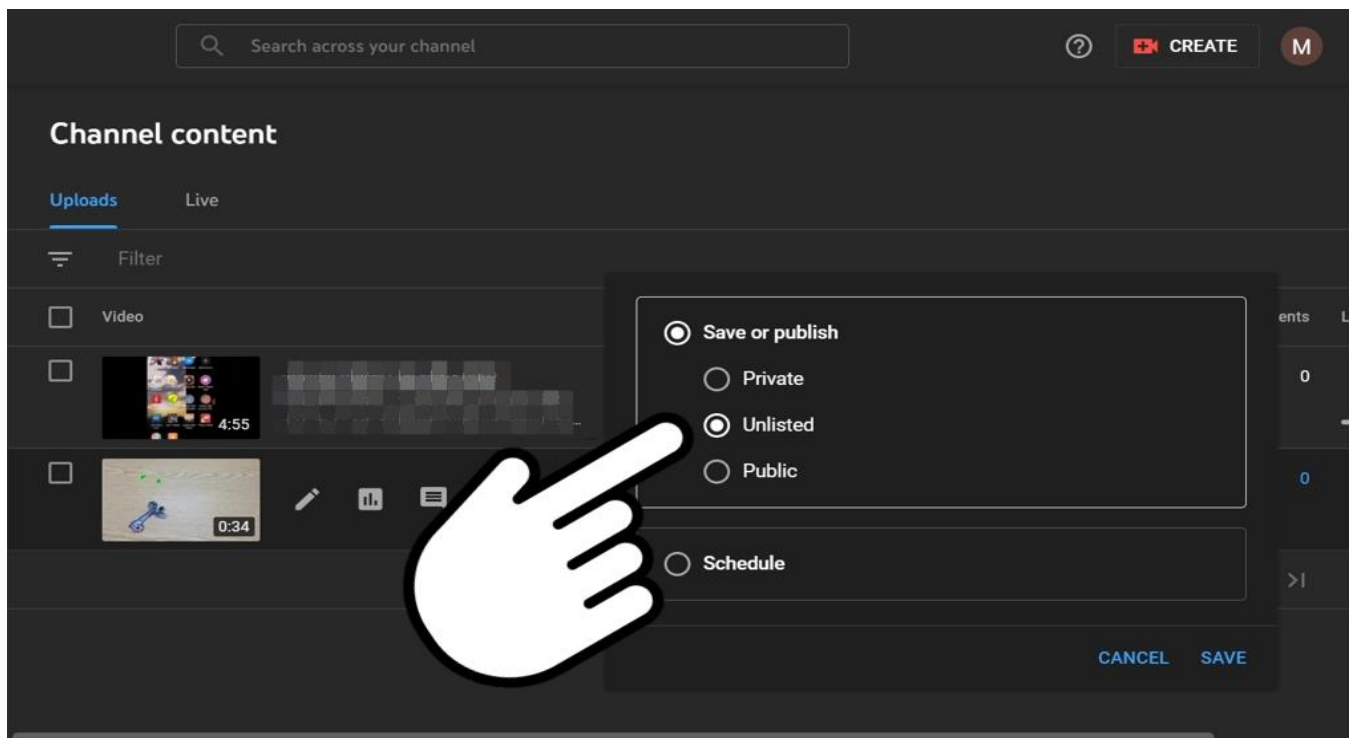 Search across your channel
CREATE
M
Channel content
Uploads Live
Filter
Video
ents L
Save or publish
Private
Unlisted
Public
4:55
0
0:34
0
Schedule
CANCEL SAVE